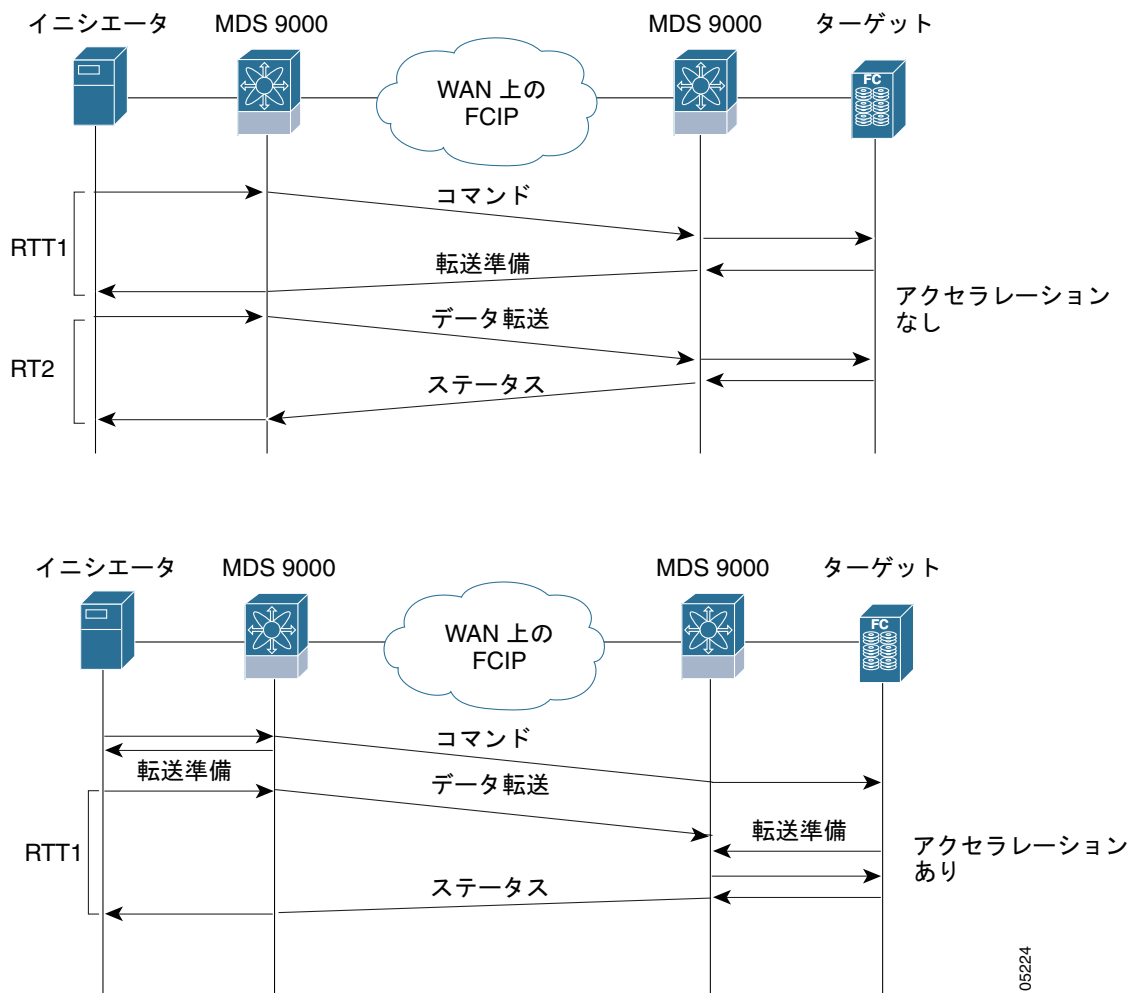 イニシエータ
MDS 9000
MDS 9000
ターゲット
WAN 上の
FCIP
FC
コマンド
RTT1
転送準備
アクセラレーション
なし
データ転送
RT2
ステータス
イニシエータ
MDS 9000
MDS 9000
ターゲット
WAN 上の
FCIP
FC
コマンド
転送準備
データ転送
転送準備
RTT1
アクセラレーション
あり
ステータス
05224